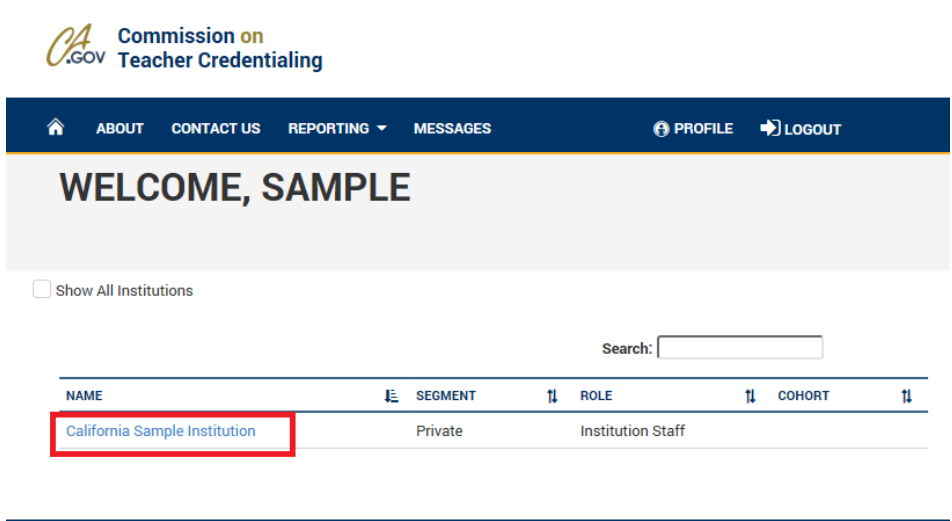 CA
.GOV
Commission on
Teacher Credentialing
ABOUT CONTACT US REPORTING MESSAGES PROFILE LOGOUT
WELCOME, SAMPLE
Show All Institutions
Search:
NAME SEGMENT ROLE COHORT
California Sample Institution Private Institution Staff